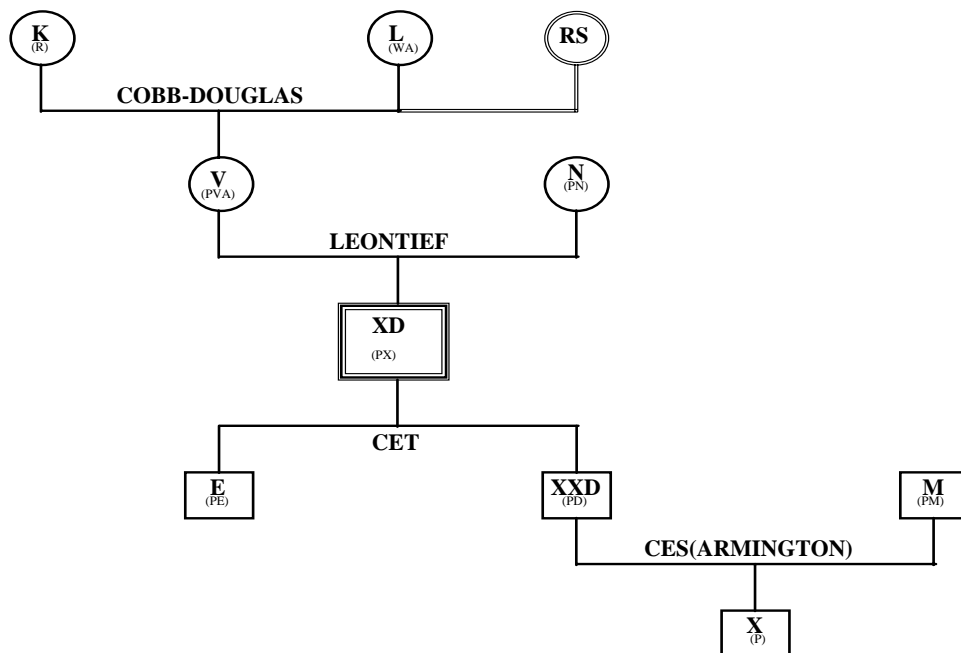 K
(R)
L
(WA)
RS
COBB-DOUGLAS
V
(PVA)
N
(PN)
LEONTIEF
XD
(PX)
CET
E
(PE)
XXD
(PD)
M
(PM)
CES(ARMINGTON)
X
(P)